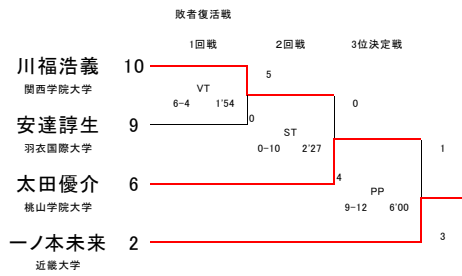 敗者復活戦
1回戦 2回戦 3位決定戦
川福浩義 10
関西学院大学
VT
6-4 1'54
5
0
安達諄生 9
羽衣国際大学
ST
0-10 2'27
0
4
太田優介 6
桃山学院大学
PP
9-12 6'00
1
3
一ノ本未来 2
近畿大学